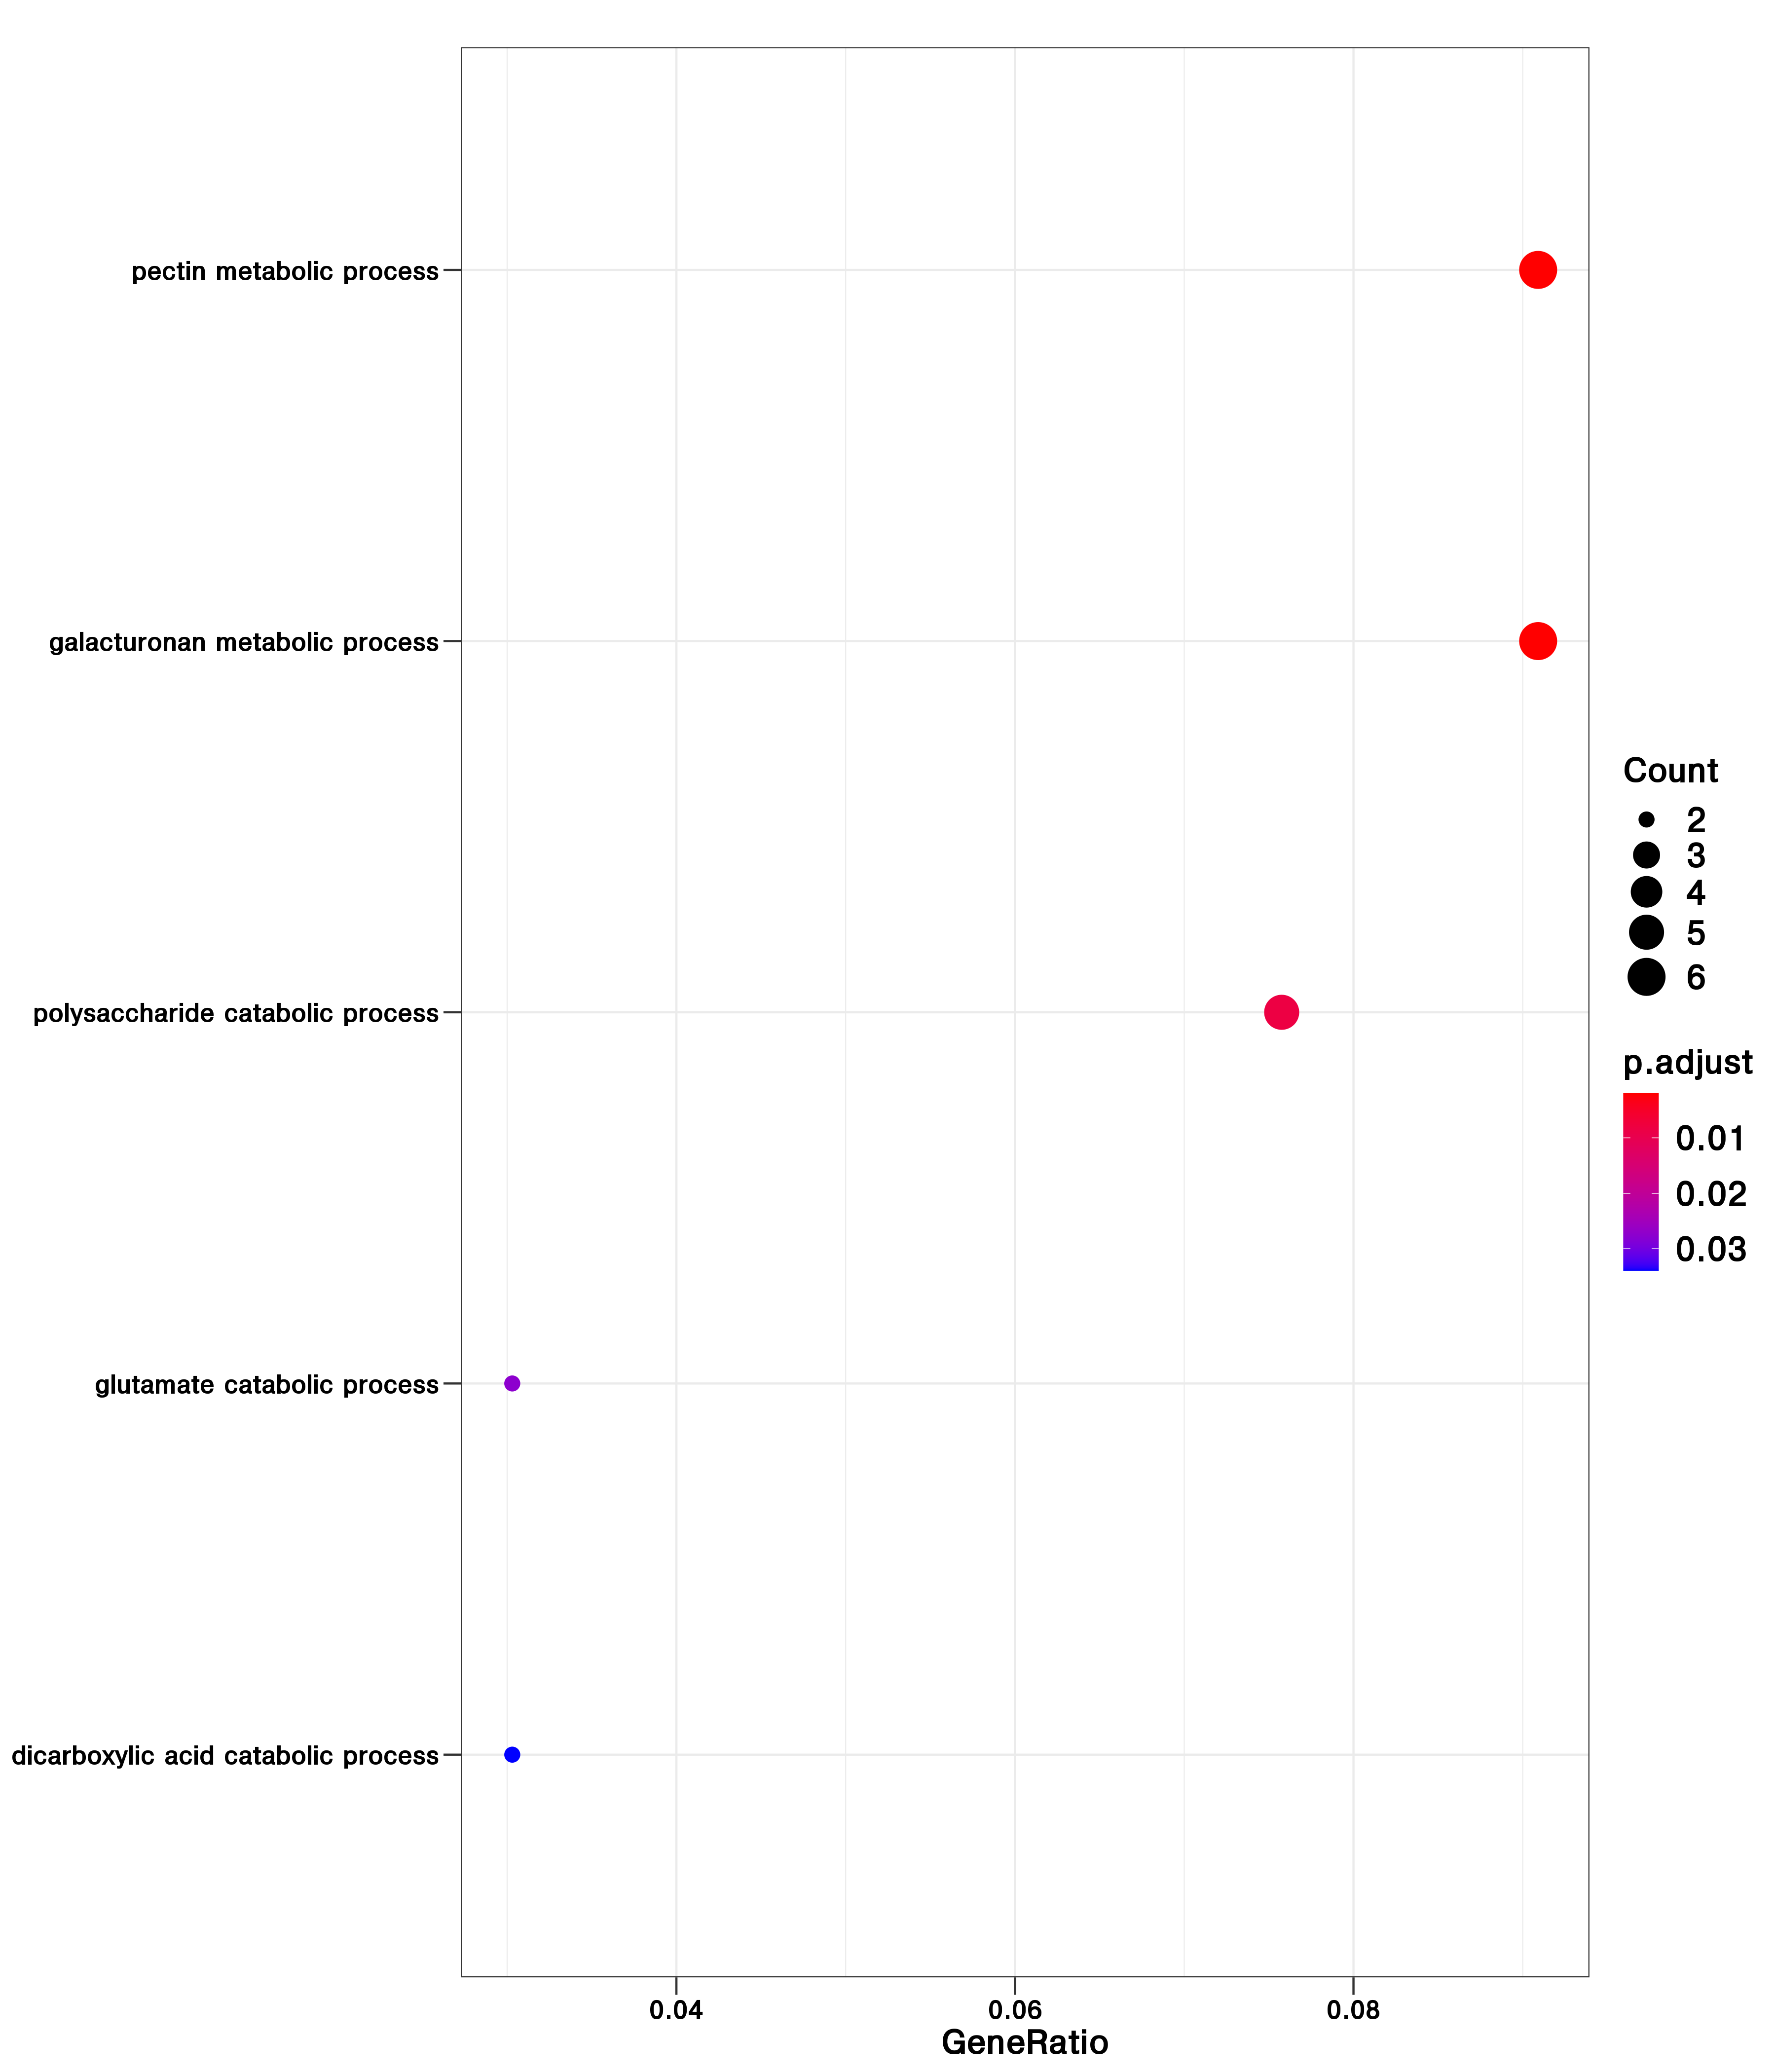 pectin metabolic process
galacturonan metabolic process
polysaccharide catabolic process
glutamate catabolic process
dicarboxylic acid catabolic process
0.04
0.06
0.08
GeneRatio
Count
2
3
4
5
6
p.adjust
0.01
0.02
0.03